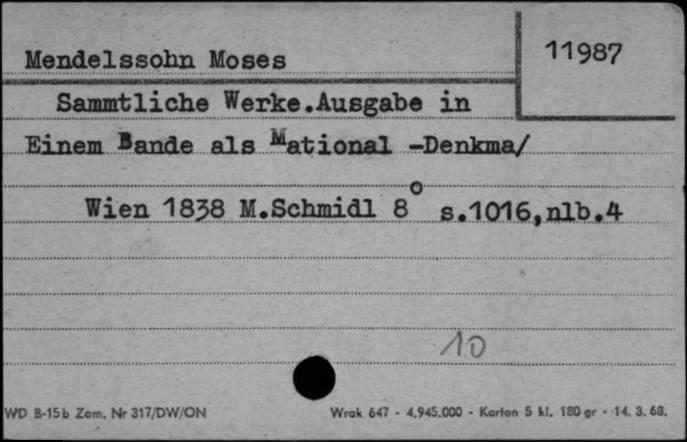 Mendelssohn Moses
11987
Sammtliche Werke.Ausgabe in
Einem Bande als Mational -Denkma/
Wien 1838 M.Schmidl 8° s.1016,nlb.4
10
WD B-15b Zam. Nr 317/DW/ON Wrak 647 - 4.945.000 - Karton 5 kl. 180 gr - 14. 3. 68.